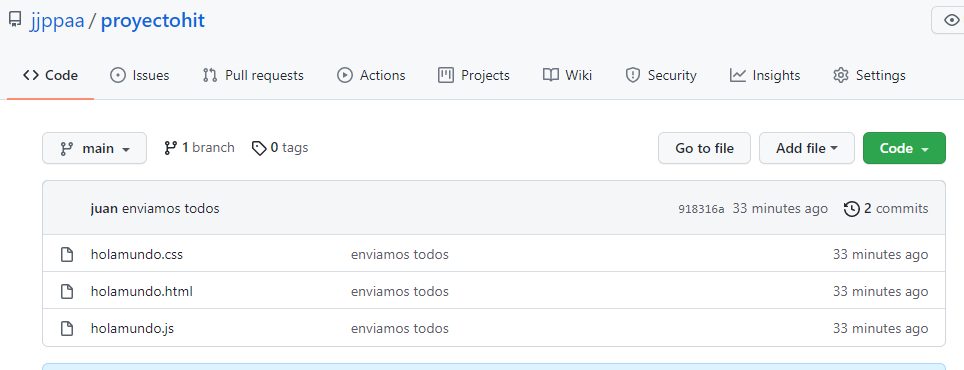 jjppaa / proyectohit
Code Issues Pull requests Actions Projects Wiki Security Insights Settings
main 1 branch 0 tags Go to file Add file Code
juan enviamos todos 918316a 33 minutes ago 2 commits
holamundo.css enviamos todos 33 minutes ago
holamundo.html enviamos todos 33 minutes ago
holamundo.js enviamos todos 33 minutes ago